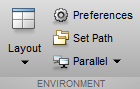 Preferences
Layout
Set Path
Parallel
ENVIRONMENT